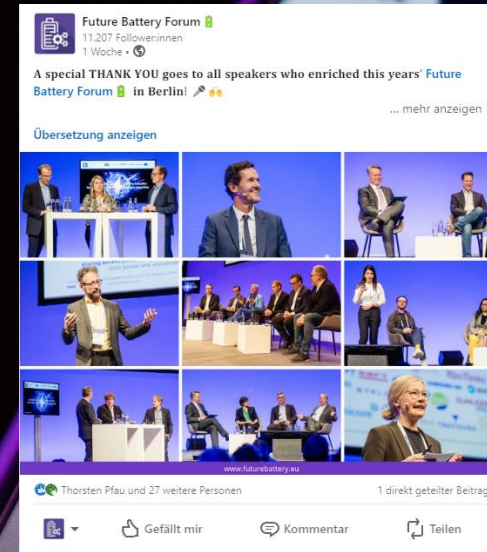 Future Battery Forum
11.207 Follower:innen
1 Woche •
A special THANK YOU goes to all speakers who enriched this years' Future
Battery Forum in Berlin!
... mehr anzeigen
Übersetzung anzeigen
www.futurebattery.eu
Thorsten Pfau und 27 weitere Personen
1 direkt geteilter Beitrag
Gefällt mir
Kommentar
Teilen